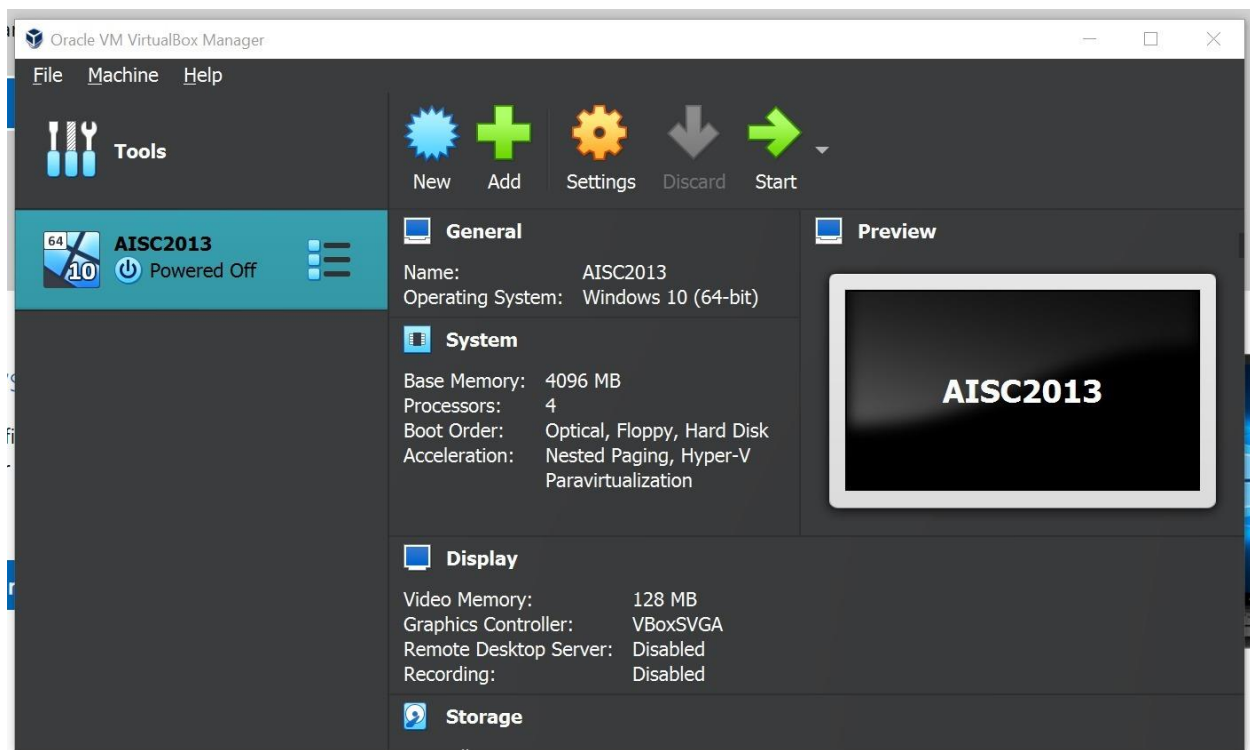 Oracle VM VirtualBox Manager
File Machine Help
Tools
New Add Settings Discard Start
64
10
AISC2013
Powered Off
General
Name: AISC2013
Operating System: Windows 10 (64-bit)
Preview
AISC2013
System
Base Memory: 4096 MB
Processors: 4
Boot Order: Optical, Floppy, Hard Disk
Acceleration: Nested Paging, Hyper-V
Paravirtualization
Display
Video Memory: 128 MB
Graphics Controller: VBoxSVGA
Remote Desktop Server: Disabled
Recording: Disabled
Storage